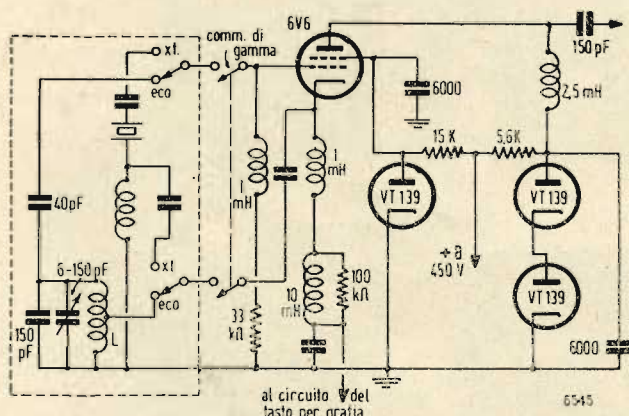 xt.
comm. di
gamma
6V6
150 pF
eco
6000
2,5 mH
15 K
5,6K
1
mH
1
mH
40pF
VT 139
VT 139
xt
+ B
450 V
6-150 pF
eco
100
kΩ
VT 139
10
mH
150
pF
L
33
kΩ
6000
al circuito del
tasto per grafia
6545